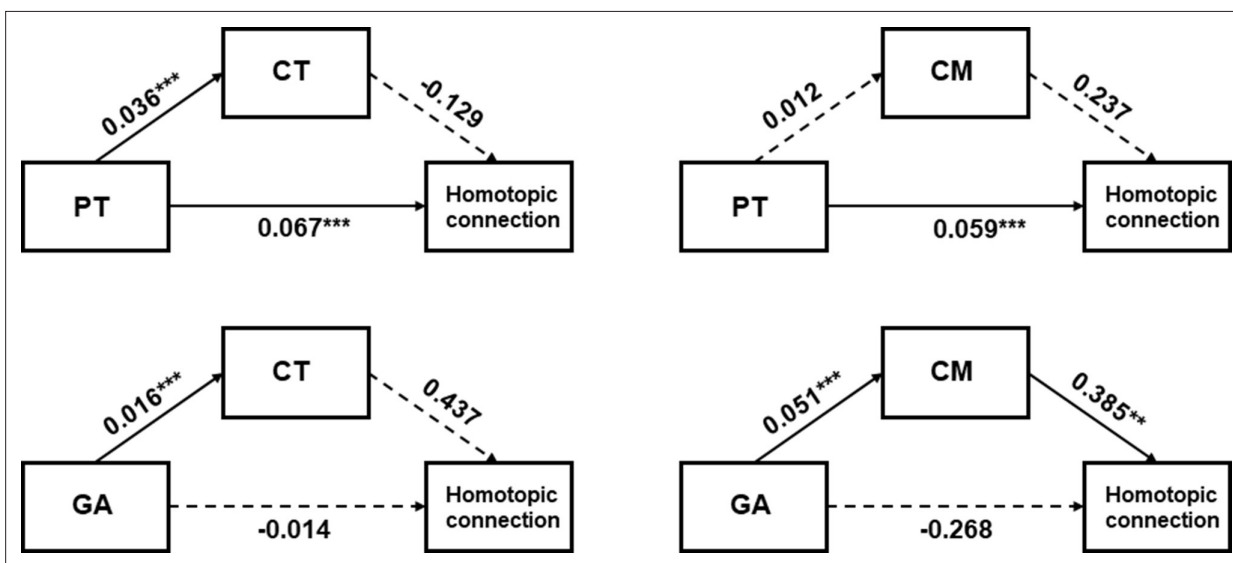 CT
0.036***
-0.129
PT
Homotopic
connection
0.067***
CM
0.012
0.237
PT
Homotopic
connection
0.059***
CT
0.016***
0.437
GA
Homotopic
connection
-0.014
CM
0.051***
0.385**
GA
Homotopic
connection
-0.268